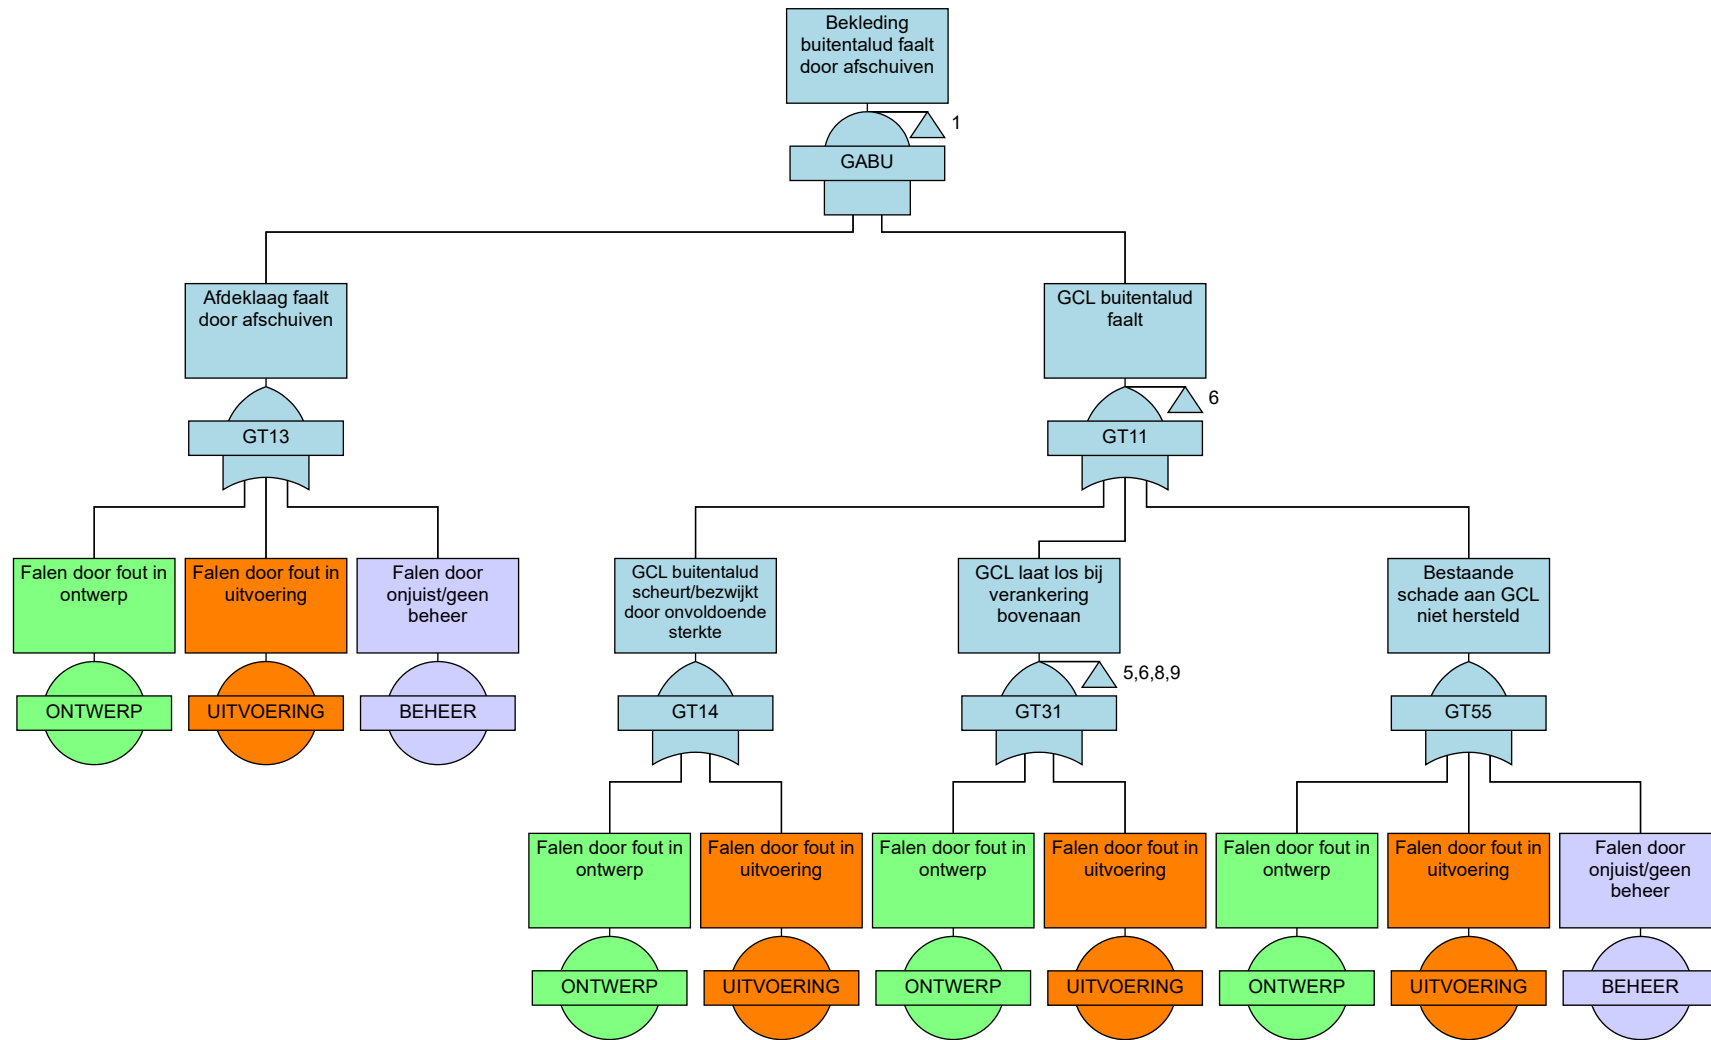 Bekleding
buitentalud faalt
door afschuiven
1
GABU
Afdeklaag faalt
door afschuiven
GCL buitentalud
faalt
6
GT13
GT11
Falen door fout in
ontwerp
Falen door fout in
uitvoering
Falen door
onjuist/geen
beheer
GCL buitentalud
scheurt/bezwijkt
door onvoldoende
sterkte
GCL laat los bij
verankering
bovenaan
Bestaande
schade aan GCL
niet hersteld
5,6,8,9
ONTWERP
UITVOERING
BEHEER
GT14
GT31
GT55
Falen door fout in
ontwerp
Falen door fout in
uitvoering
Falen door fout in
ontwerp
Falen door fout in
uitvoering
Falen door fout in
ontwerp
Falen door fout in
uitvoering
Falen door
onjuist/geen
beheer
ONTWERP
UITVOERING
ONTWERP
UITVOERING
ONTWERP
UITVOERING
BEHEER